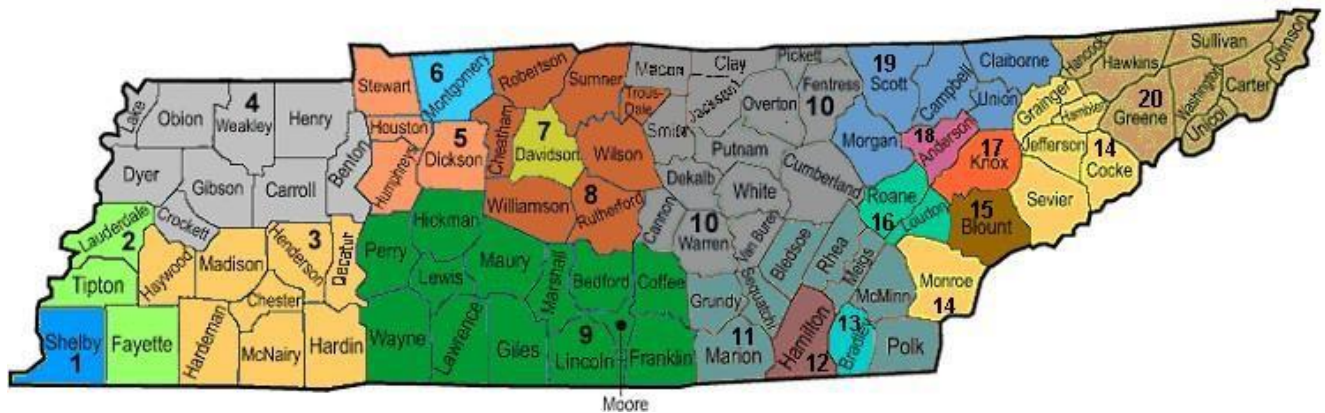 Lake
Obion
4
Weakley
Henry
Stewart
6
Montgomery
Robertson
Sumner
Macon
Clay
Pickett
Fentress
10
19
Scott
Campbell
Claiborne
Union
Hancock
Hawkins
Sullivan
Johnson
Carter
Washington
Unicoi
20
Greene
Dyer
Gibson
Carroll
Benton
Houston
Humphreys
5
Dickson
Cheatham
7
Davidson
Wilson
Trous-
Dale
Smith
Jackson
Overton
Putnam
Cumberland
Morgan
18
Anderson
17
Knox
Grainger
Hamblen
Jefferson
14
Cocke
Sevier
Lauderdale
2
Crockett
Tipton
Haywood
Madison
Henderson
3
Decatur
Chester
Perry
Hickman
Lewis
Maury
Williamson
8
Rutherford
Marshall
Bedford
Coffee
Cannon
Dekalb
White
10
Warren
Van Buren
Bledsoe
Rhea
Meigs
Roane
16
Loudon
15
Blount
Monroe
14
McMinn
Sequatchi
Grundy
Shelby
1
Fayette
Hardeman
McNairy
Hardin
Wayne
Lawrence
Giles
9
Lincoln
Franklin
11
Marion
Hamilton
12
13
Bradley
Polk
Moore